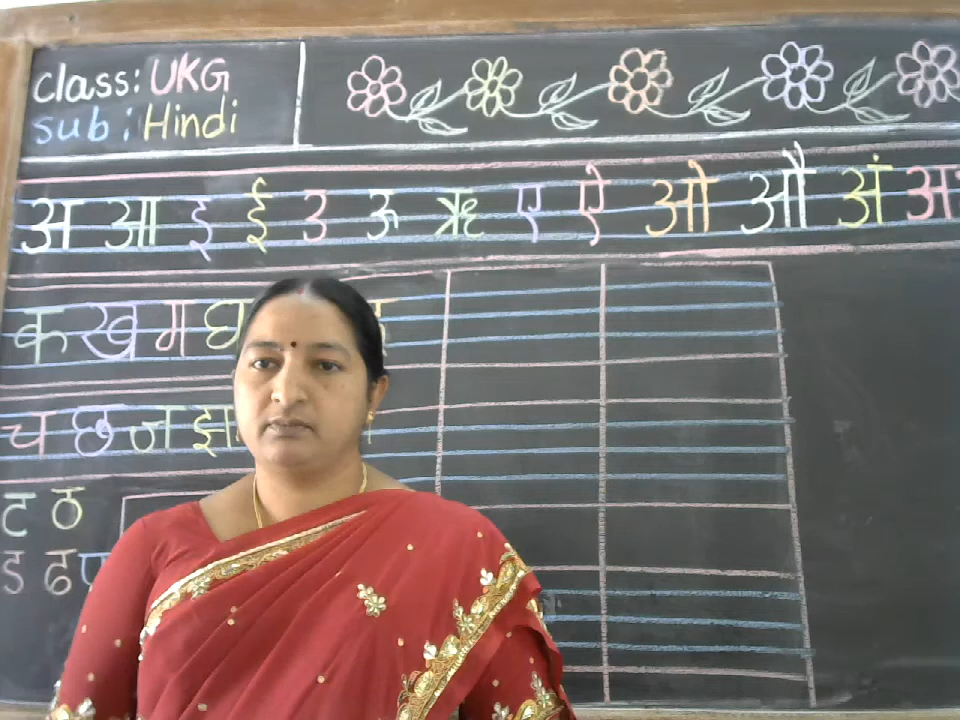 class: UKG
sub: Hindi
अ आ इ ई उ ऊ ऋ ए ऐ ओ औ अं
क ख म घ
च छ ज झ
ट ठ
ड ढ